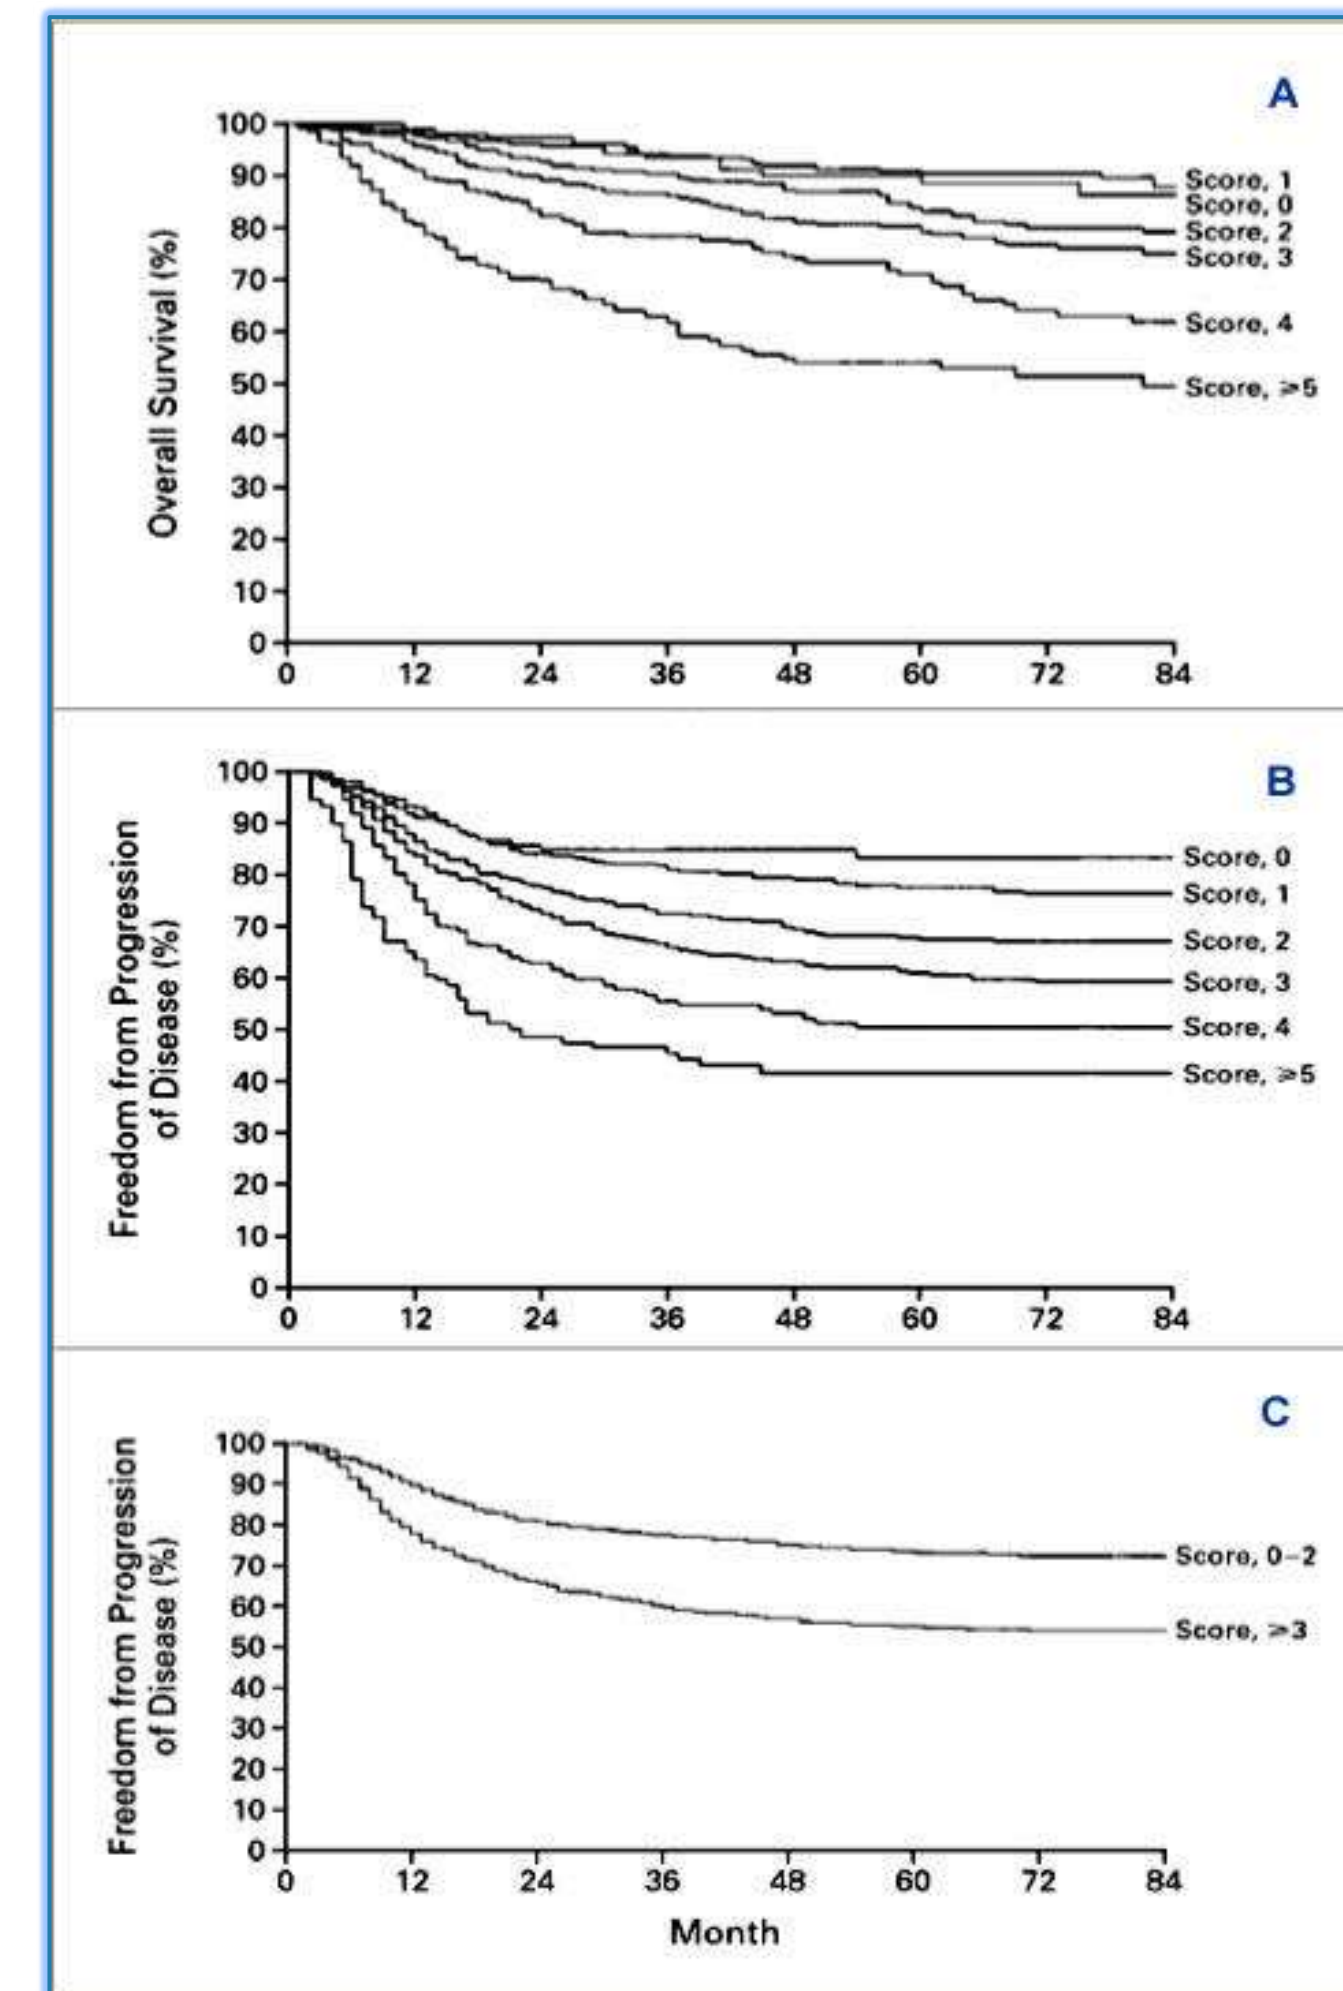 A
Overall Survival (%)
100
90
80
70
60
50
40
30
20
10
0
Score, 1
Score, 0
Score, 2
Score, 3
Score, 4
Score, ≥5
0 12 24 36 48 60 72 84
B
Freedom from Progression
of Disease (%)
100
90
80
70
60
50
40
30
20
10
0
Score, 0
Score, 1
Score, 2
Score, 3
Score, 4
Score, ≥5
0 12 24 36 48 60 72 84
C
Freedom from Progression
of Disease (%)
100
90
80
70
60
50
40
30
20
10
0
Score, 0–2
Score, ≥3
0 12 24 36 48 60 72 84
Month